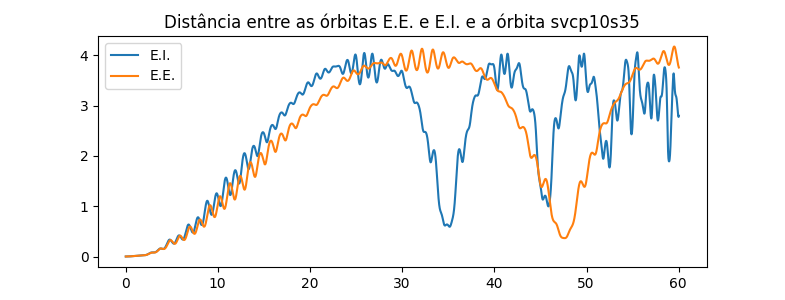 Distância entre as órbitas E.E. e E.I. e a órbita svcp10s35
E.I.
E.E.
4
3
2
1
0
0 10 20 30 40 50 60